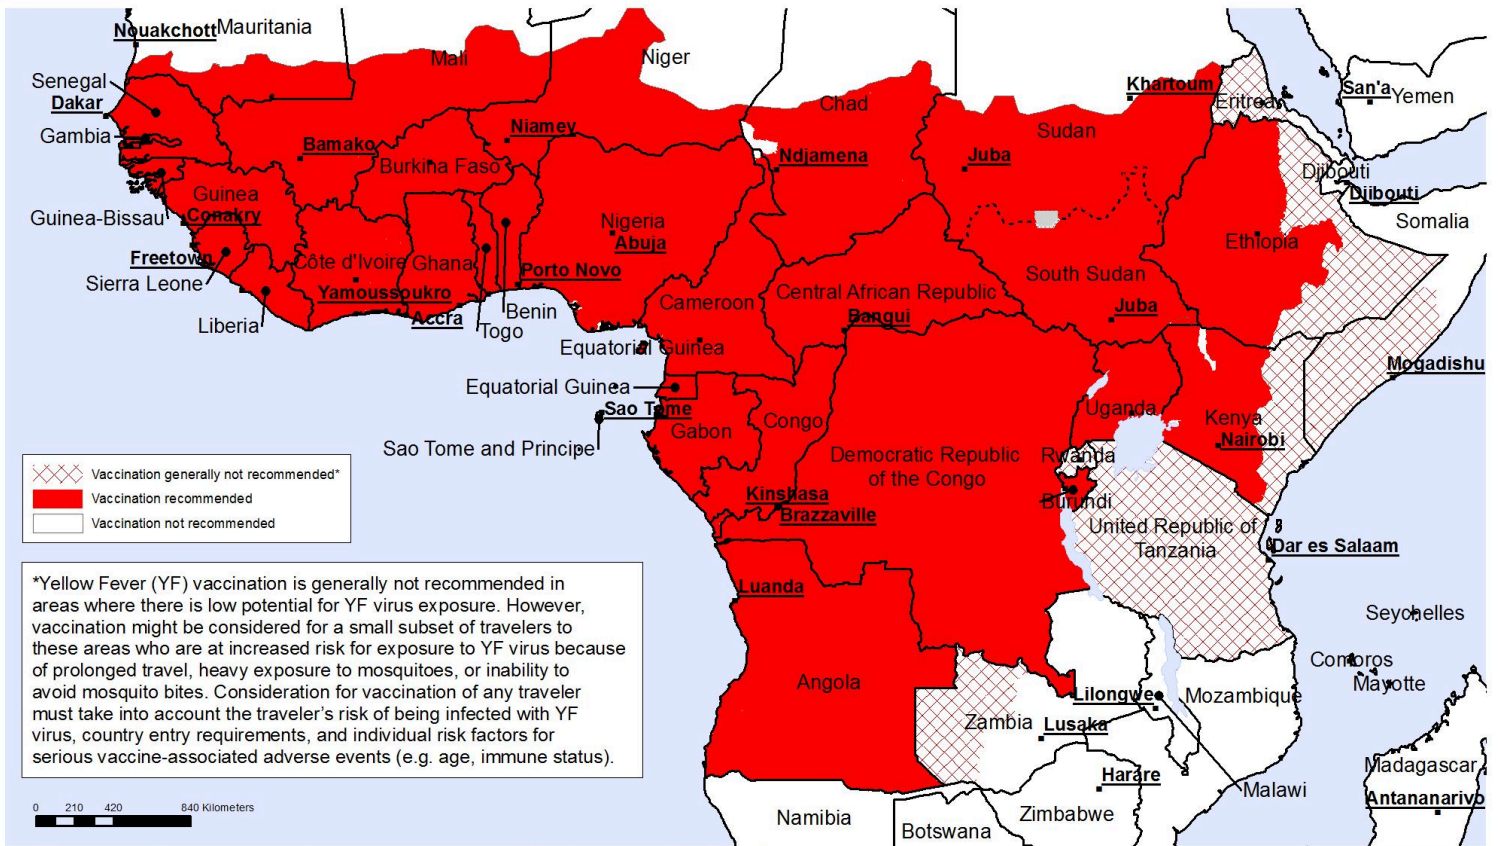 Nouakchott
Mauritania
Mali
Niger
Senegal
Dakar
Gambia
Khartoum
Eritrea
San'a
Yemen
Chad
Sudan
Niamey
Bamako
Burkina Faso
Ndjamena
Juba
Djibouti
Djibouti
Guinea
Guinea-Bissau
Conakry
Nigeria
Abuja
Somalia
Ethiopia
Freetown
Sierra Leone
Côte d'Ivoire
Ghana
Porto Novo
South Sudan
Yamoussoukro
Accra
Liberia
Benin
Togo
Cameroon
Central African Republic
Bangui
Juba
Equatorial Guinea
Mogadishu
Equatorial Guinea
Sao Tome
Gabon
Congo
Uganda
Kenya
Nairobi
Sao Tome and Principe
Democratic Republic
of the Congo
Rwanda
Burundi
Kinshasa
Brazzaville
United Republic of
Tanzania
Dar es Salaam
Vaccination generally not recommended*
Vaccination recommended
Vaccination not recommended
*Yellow Fever (YF) vaccination is generally not recommended in
areas where there is low potential for YF virus exposure. However,
vaccination might be considered for a small subset of travelers to
these areas who are at increased risk for exposure to YF virus because
of prolonged travel, heavy exposure to mosquitoes, or inability to
avoid mosquito bites. Consideration for vaccination of any traveler
must take into account the traveler's risk of being infected with YF
virus, country entry requirements, and individual risk factors for
serious vaccine-associated adverse events (e.g. age, immune status).
Luanda
Seychelles
Comoros
Mayotte
Angola
Lilongwe
Mozambique
Zambia
Lusaka
Harare
Malawi
Madagascar
Antananarivo
Namibia
Botswana
Zimbabwe
0 210 420 840 Kilometers